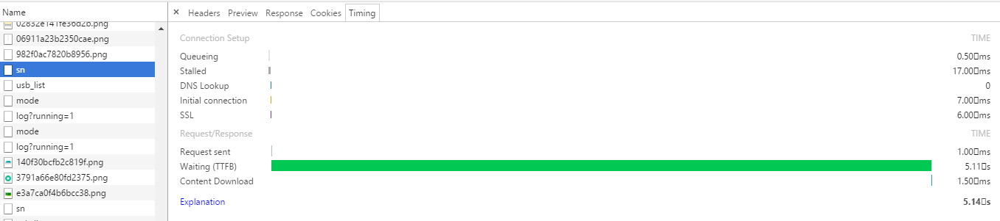 Name
02832e141fe36d2b.png
06911a23b2350cae.png
982f0ac7820b8956.png
sn
usb_list
mode
log?running=1
mode
log?running=1
140f30bcfb2c819f.png
3791a66e80fd2375.png
e3a7ca0f4b6bcc38.png
sn
× Headers Preview Response Cookies Timing
Connection Setup TIME
Queueing 0.50▯ms
Stalled 17.00▯ms
DNS Lookup 0
Initial connection 7.00▯ms
SSL 6.00▯ms
Request/Response TIME
Request sent 1.00▯ms
Waiting (TTFB) 5.11▯s
Content Download 1.50▯ms
Explanation 5.14▯s